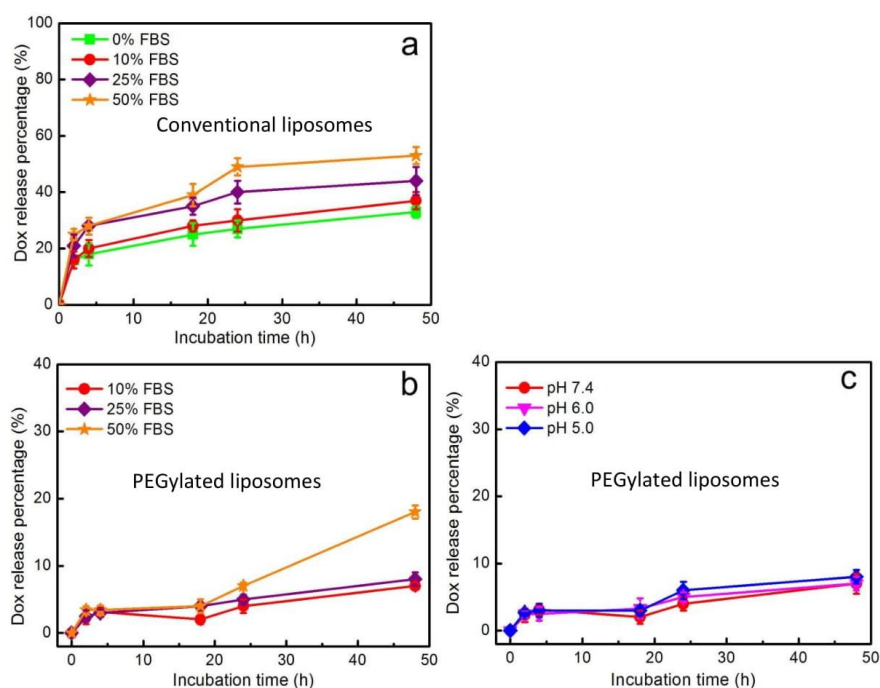 a
0% FBS
10% FBS
25% FBS
50% FBS
Conventional liposomes
Dox release percentage (%)
100
80
60
40
20
0
0 10 20 30 40 50
Incubation time (h)
b
10% FBS
25% FBS
50% FBS
PEGylated liposomes
Dox release percentage (%)
40
30
20
10
0
0 10 20 30 40 50
Incubation time (h)
c
pH 7.4
pH 6.0
pH 5.0
PEGylated liposomes
Dox release percentage (%)
40
30
20
10
0
0 10 20 30 40 50
Incubation time (h)